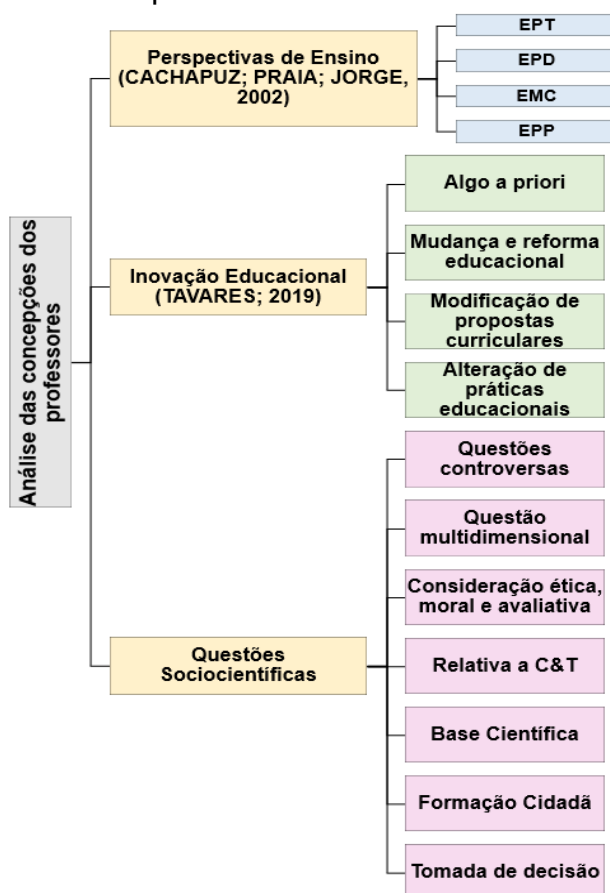 Análise das concepções dos
professores
Perspectivas de Ensino
(CACHAPUZ; PRAIA; JORGE,
2002)
EPT
EPD
EMC
EPP
Inovação Educacional
(TAVARES; 2019)
Algo a priori
Mudança e reforma
educacional
Modificação de
propostas
curriculares
Alteração de
práticas
educacionais
Questões
Sociocientíficas
Questões
controversas
Questão
multidimensional
Consideração ética,
moral e avaliativa
Relativa a C&T
Base Científica
Formação Cidadã
Tomada de decisão